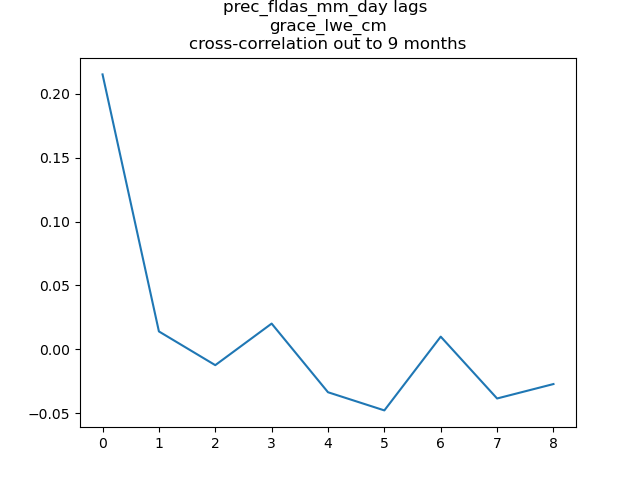 prec_fldas_mm_day lags
grace_lwe_cm
cross-correlation out to 9 months
0.20
0.15
0.10
0.05
0.00
−0.05
0 1 2 3 4 5 6 7 8